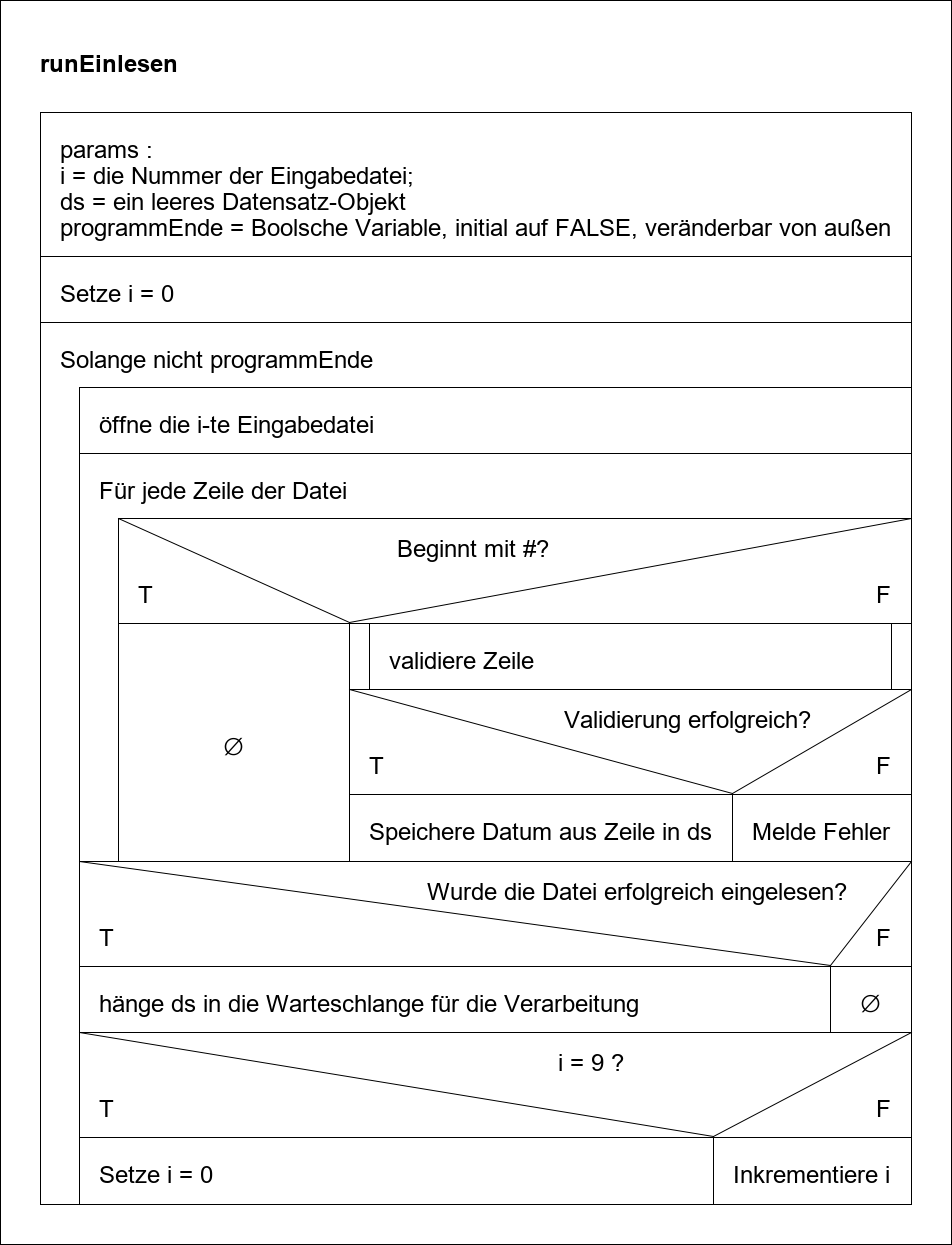 runEinlesen
params :
i = die Nummer der Eingabedatei;
ds = ein leeres Datensatz-Objekt
programmEnde = Boolsche Variable, initial auf FALSE, veränderbar von außen
Setze i = 0
Solange nicht programmEnde
öffne die i-te Eingabedatei
Für jede Zeile der Datei
Beginnt mit #?
T
F
validiere Zeile
∅
Validierung erfolgreich?
T
F
Speichere Datum aus Zeile in ds
Melde Fehler
Wurde die Datei erfolgreich eingelesen?
T
F
hänge ds in die Warteschlange für die Verarbeitung
∅
i = 9 ?
T
F
Setze i = 0
Inkrementiere i